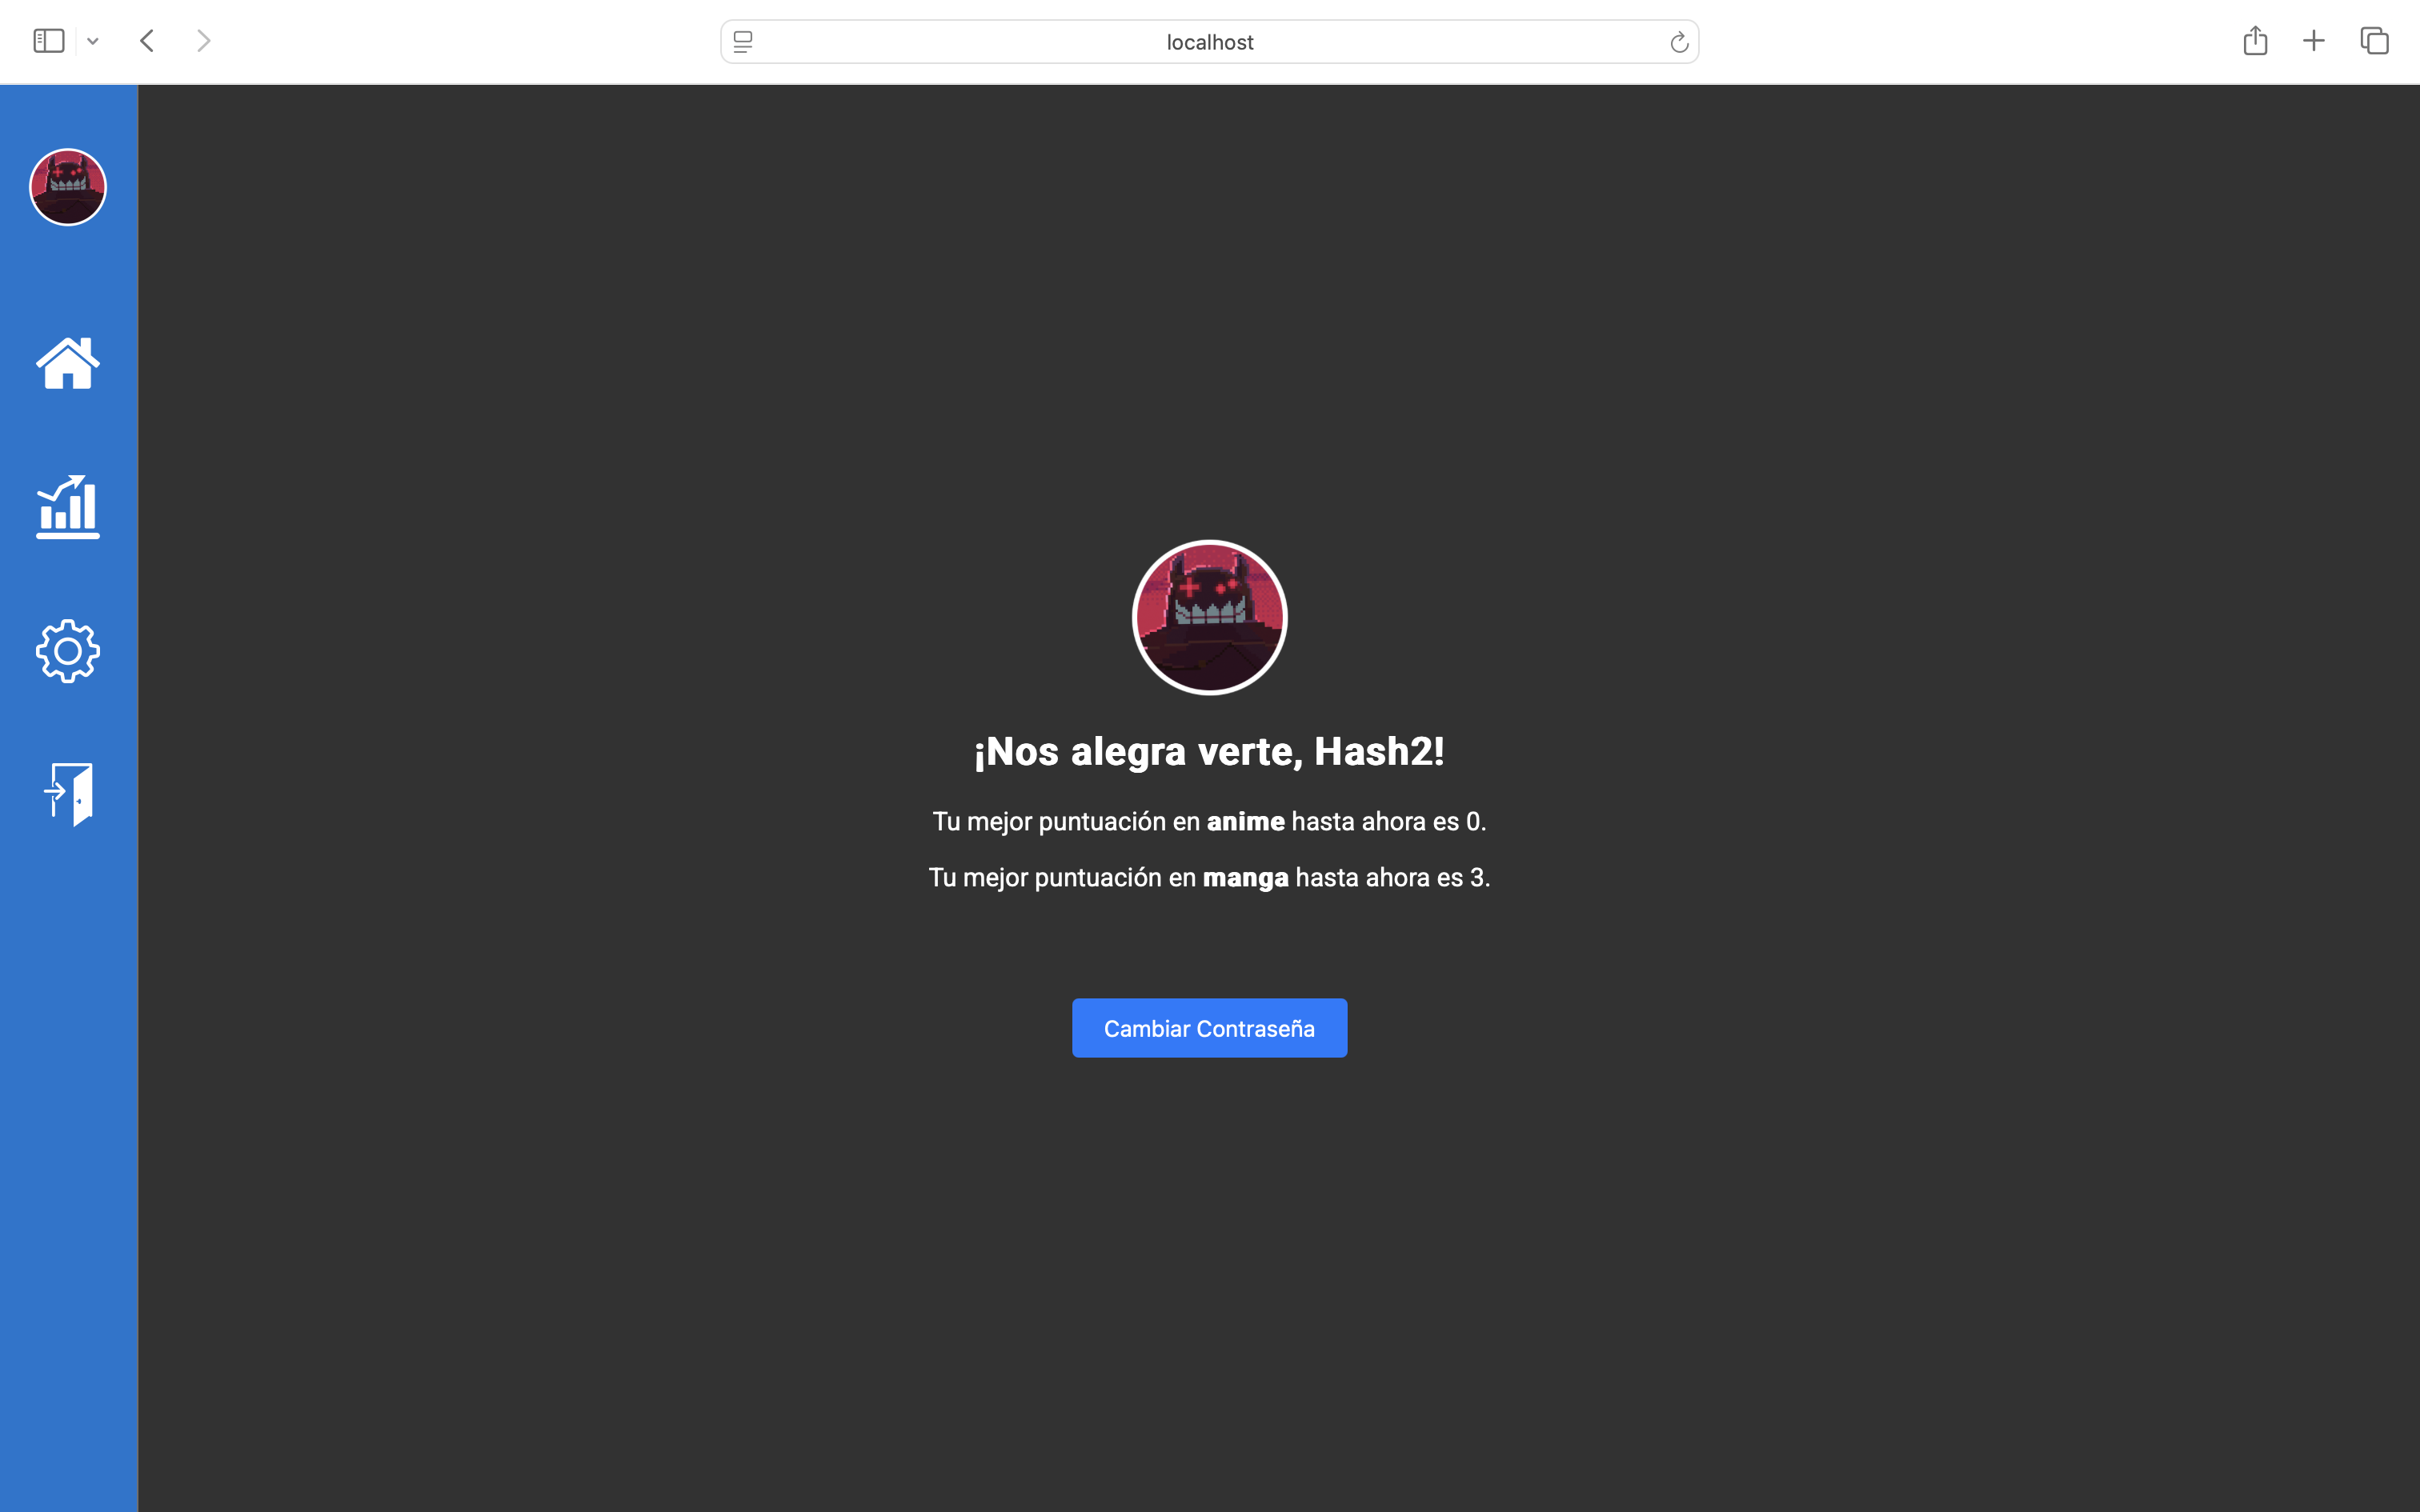 localhost
¡Nos alegra verte, Hash2!
Tu mejor puntuación en anime hasta ahora es 0.
Tu mejor puntuación en manga hasta ahora es 3.
Cambiar Contraseña